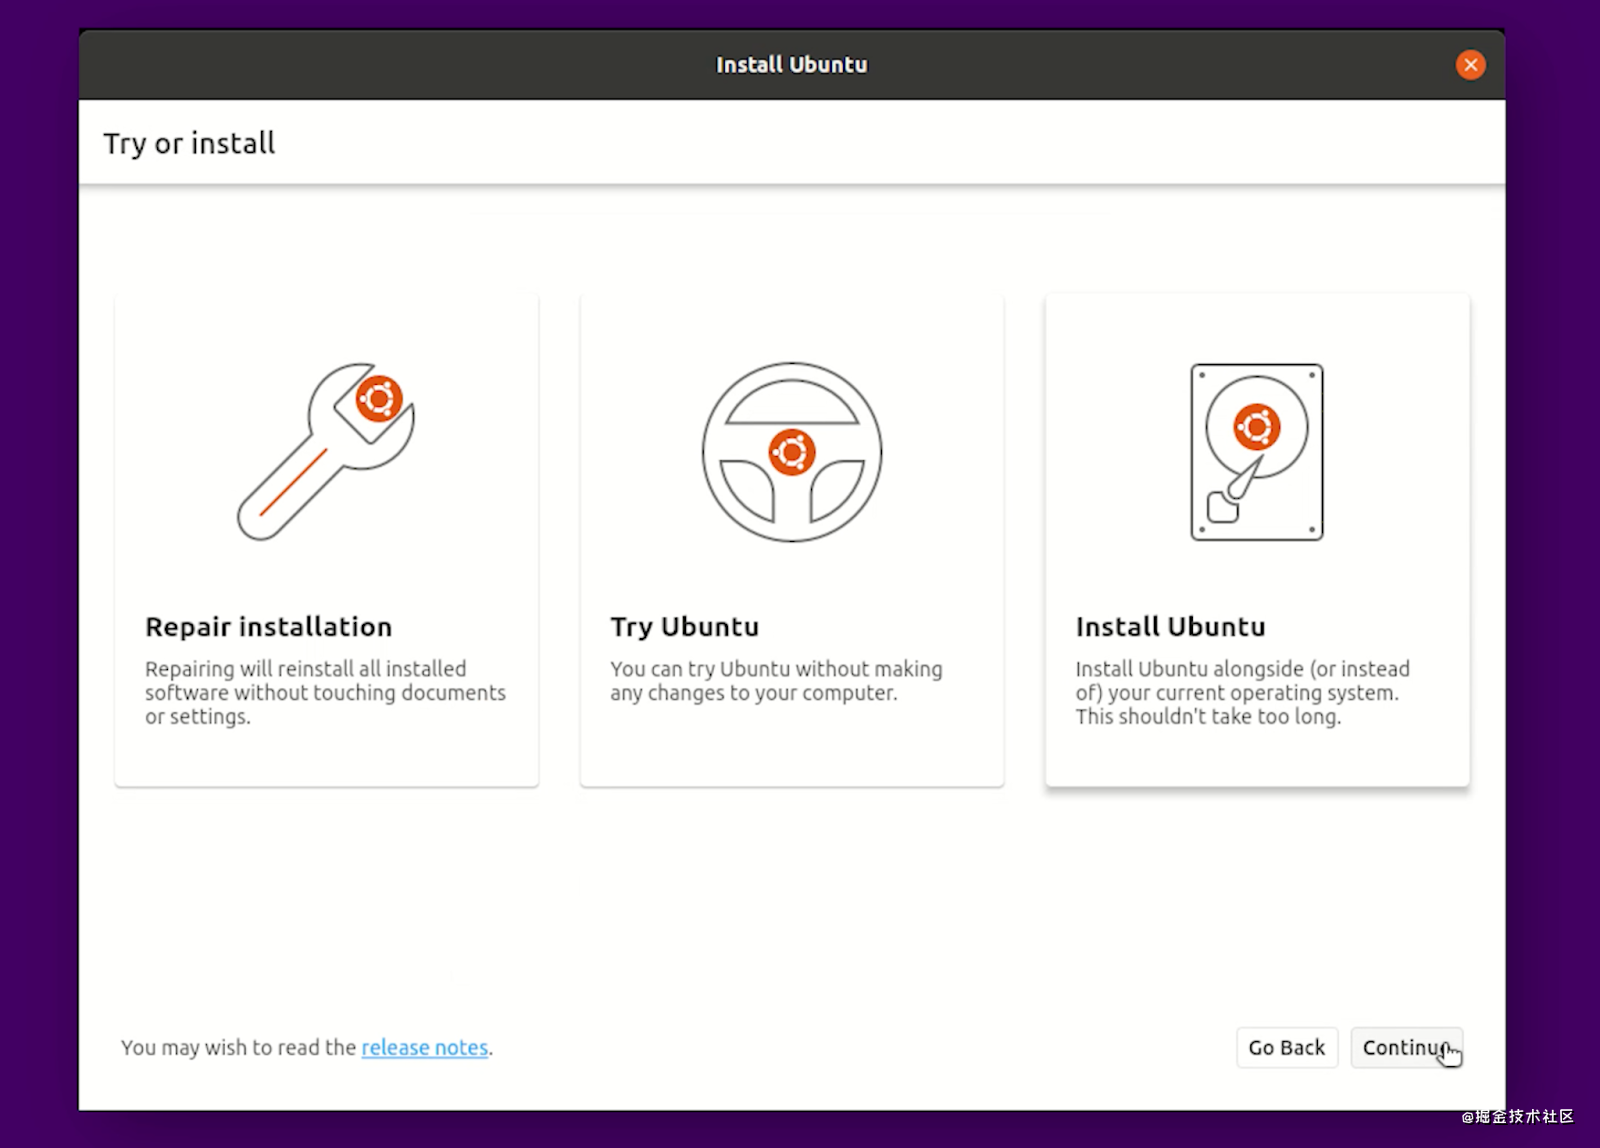 Install Ubuntu
Try or install
Repair installation
Repairing will reinstall all installed
software without touching documents
or settings.
Try Ubuntu
You can try Ubuntu without making
any changes to your computer.
Install Ubuntu
Install Ubuntu alongside (or instead
of) your current operating system.
This shouldn't take too long.
You may wish to read the release notes.
Go Back
Continue
@掘金技术社区